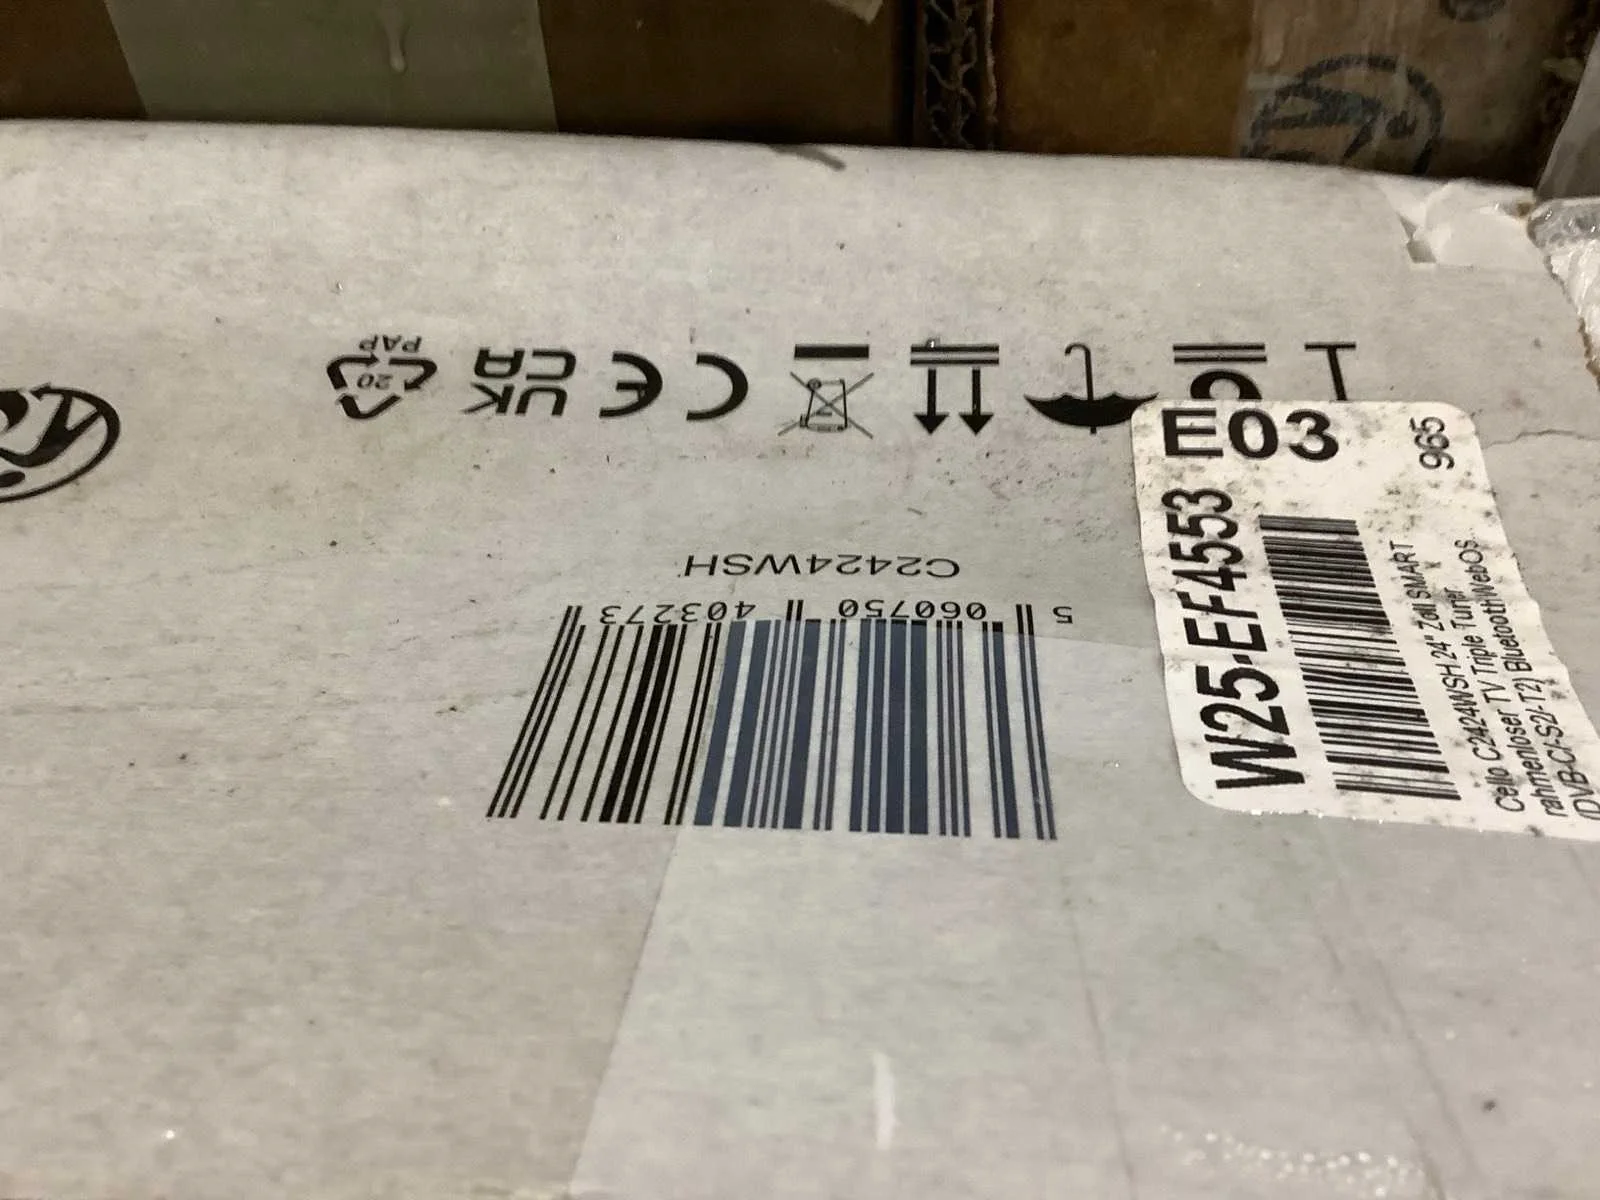 20
PAP
UK
CA
CE
C2424WSH
5 060750 403273
E03
965
W25-EF4553
Cello C2424WSH 24" Zoll SMART
rahmenloser TV Triple Tuner
(DVB-C/-S2/-T2) Bluetooth WebOS